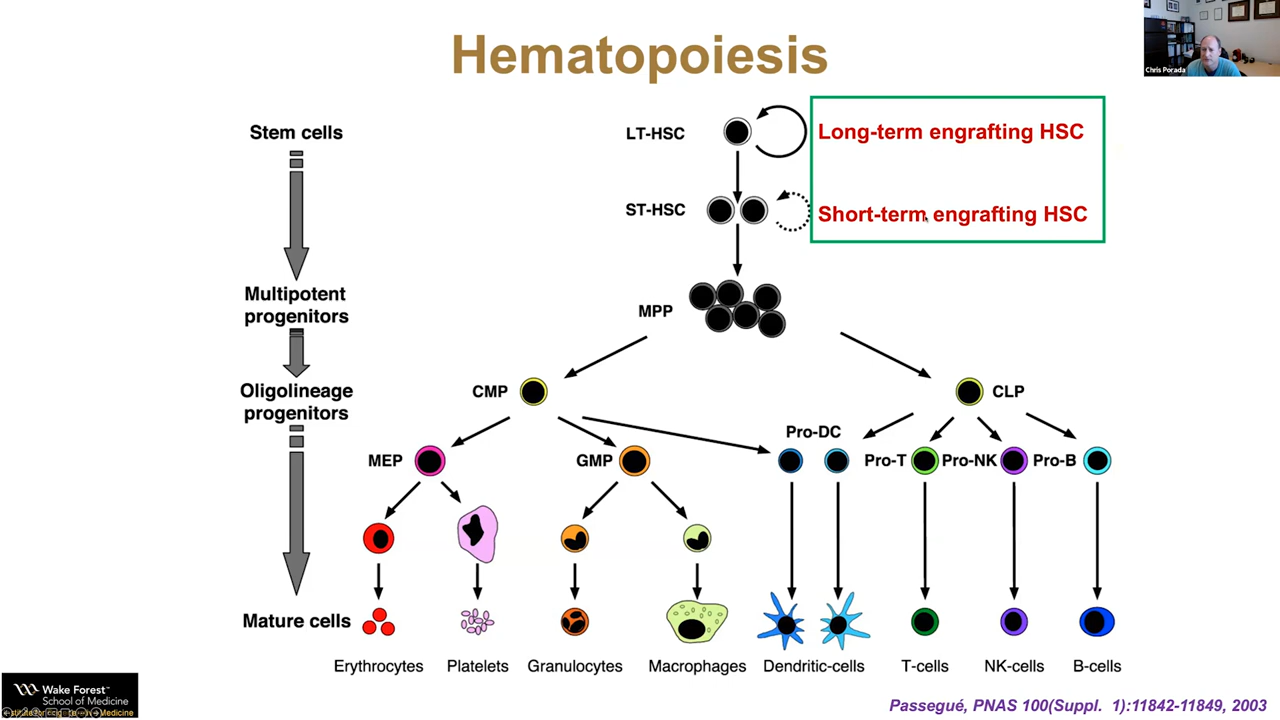 Hematopoiesis
Chris Porada
Stem cells
LT-HSC
Long-term engrafting HSC
ST-HSC
Short-term engrafting HSC
Multipotent
progenitors
MPP
Oligolineage
progenitors
CMP
CLP
Pro-DC
MEP
GMP
Pro-T
Pro-NK
Pro-B
Mature cells
Erythrocytes
Platelets
Granulocytes
Macrophages
Dendritic-cells
T-cells
NK-cells
B-cells
Wake Forest™
School of Medicine
Passegué, PNAS 100(Suppl. 1):11842-11849, 2003